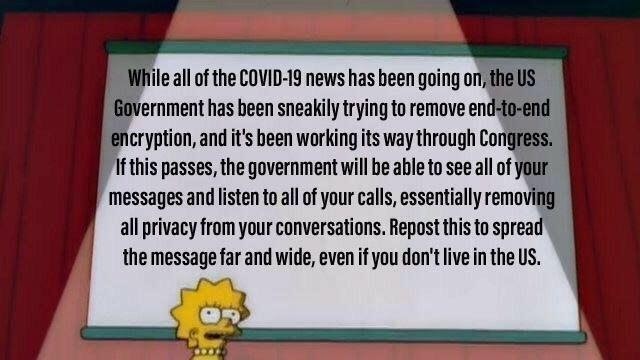 While all of the COVID-19 news has been going on, the US
Government has been sneakily trying to remove end-to-end
encryption, and it's been working its way through Congress.
If this passes, the government will be able to see all of your
messages and listen to all of your calls, essentially removing
all privacy from your conversations. Repost this to spread
the message far and wide, even if you don't live in the US.